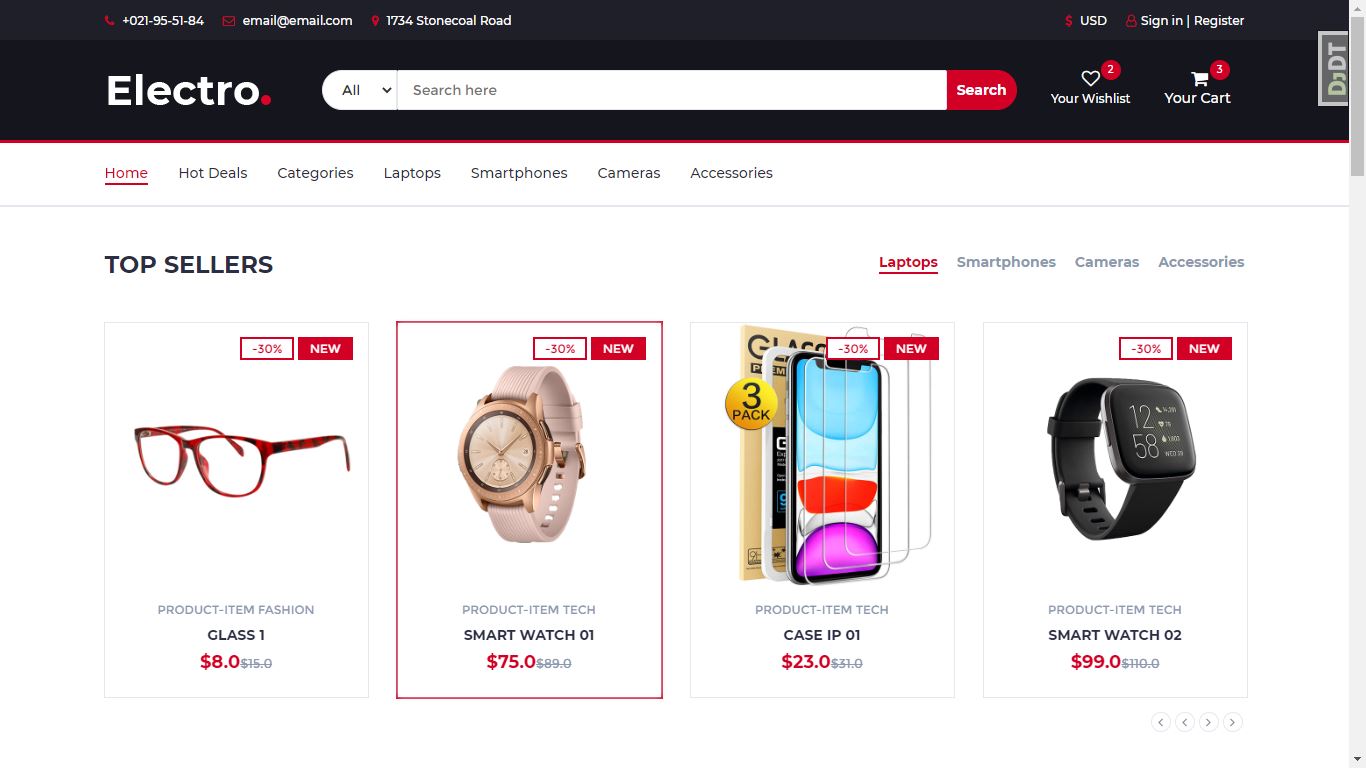 +021-95-51-84 email@email.com 1734 Stonecoal Road USD Sign in | Register
DjDT
Electro. All Search here Search 2 Your Wishlist 3 Your Cart
Home Hot Deals Categories Laptops Smartphones Cameras Accessories
TOP SELLERS Laptops Smartphones Cameras Accessories
-30% NEW
-30% NEW
GLASS
3
PACK
-30% NEW
-30% NEW
12
58
WED 30
PRODUCT-ITEM FASHION
GLASS 1
$8.0 $15.0
PRODUCT-ITEM TECH
SMART WATCH 01
$75.0 $89.0
PRODUCT-ITEM TECH
CASE IP 01
$23.0 $31.0
PRODUCT-ITEM TECH
SMART WATCH 02
$99.0 $110.0